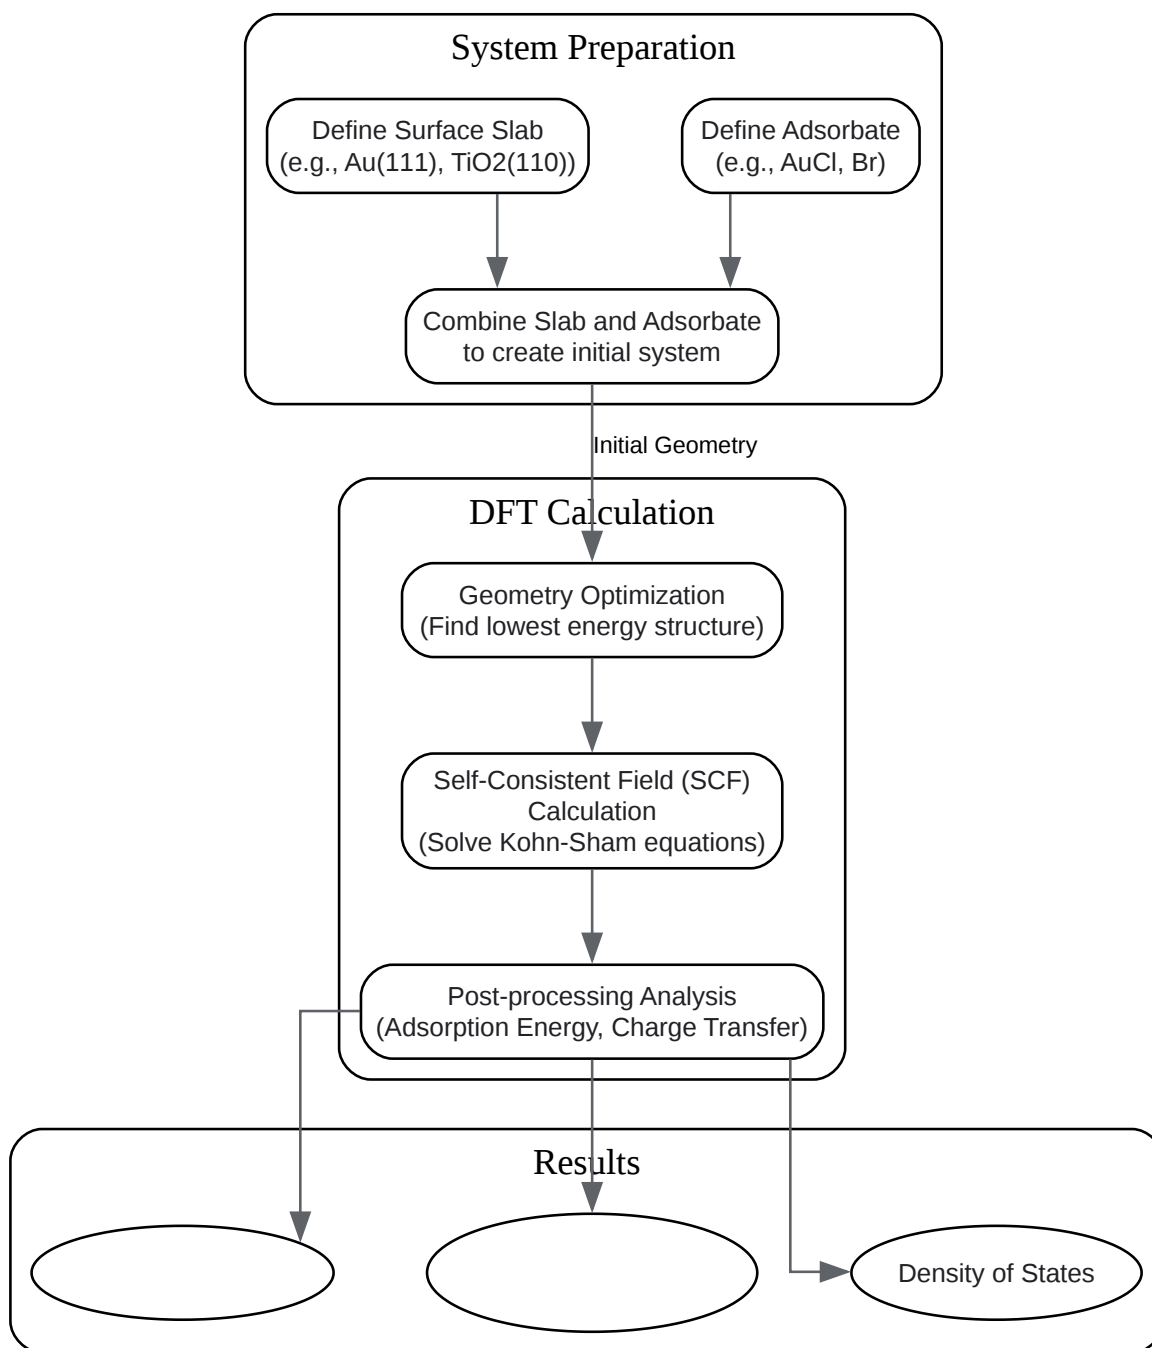 System Preparation
Define Surface Slab
(e.g., Au(111), TiO2(110))
Define Adsorbate
(e.g., AuCl, Br)
Combine Slab and Adsorbate
to create initial system
Initial Geometry
DFT Calculation
Geometry Optimization
(Find lowest energy structure)
Self-Consistent Field (SCF)
Calculation
(Solve Kohn-Sham equations)
Post-processing Analysis
(Adsorption Energy, Charge Transfer)
Results
Density of States